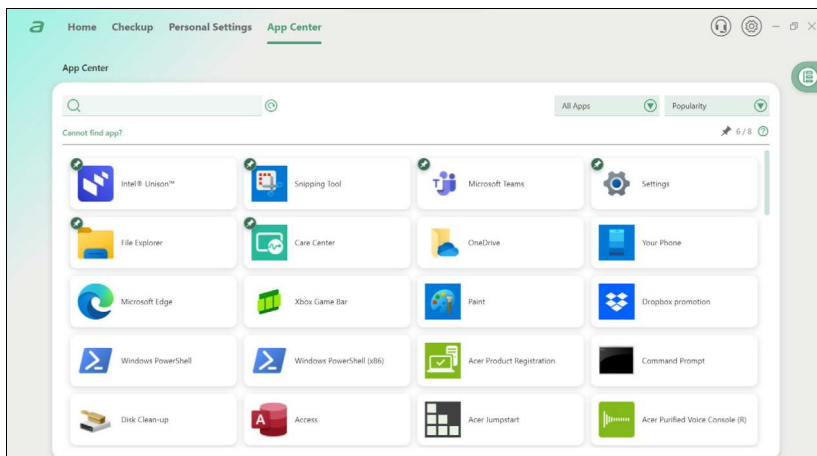 a Home Checkup Personal Settings App Center
App Center
All Apps Popularity
Cannot find app? 6/8
Intel® Unison™ Snipping Tool Microsoft Teams Settings
File Explorer Care Center OneDrive Your Phone
Microsoft Edge Xbox Game Bar Paint Dropbox promotion
Windows PowerShell Windows PowerShell (x86) Acer Product Registration Command Prompt
Disk Clean-up Access Acer Jumpstart Acer Purified Voice Console (R)